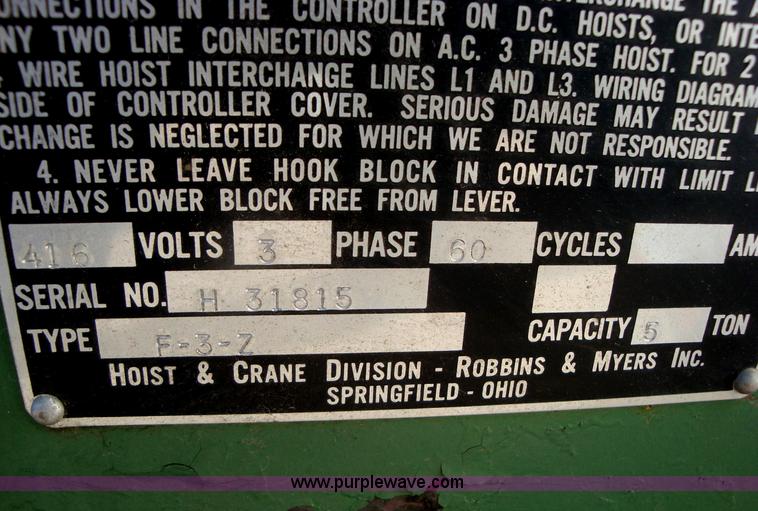 CONNECTIONS IN THE CONTROLLER ON D.C. HOISTS, OR INTE
NY TWO LINE CONNECTIONS ON A.C. 3 PHASE HOIST. FOR 2
WIRE HOIST INTERCHANGE LINES L1 AND L3. WIRING DIAGRAM
SIDE OF CONTROLLER COVER. SERIOUS DAMAGE MAY RESULT
CHANGE IS NEGLECTED FOR WHICH WE ARE NOT RESPONSIBLE.
4. NEVER LEAVE HOOK BLOCK IN CONTACT WITH LIMIT L
ALWAYS LOWER BLOCK FREE FROM LEVER.
416 VOLTS 3 PHASE 60 CYCLES AM
SERIAL NO. H 31815
TYPE F-3-Z CAPACITY 5 TON
HOIST & CRANE DIVISION - ROBBINS & MYERS INC.
SPRINGFIELD - OHIO
www.purplewave.com